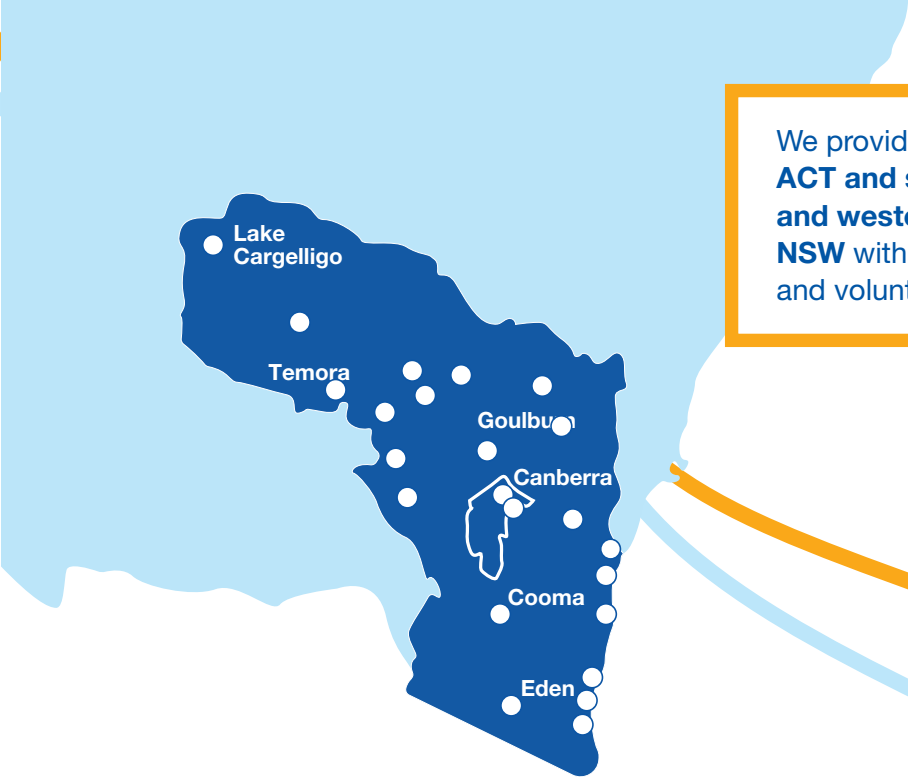 We provid
ACT and s
and weste
NSW with
and volunt
Lake
Cargelligo
Temora
Goulburn
Canberra
Cooma
Eden